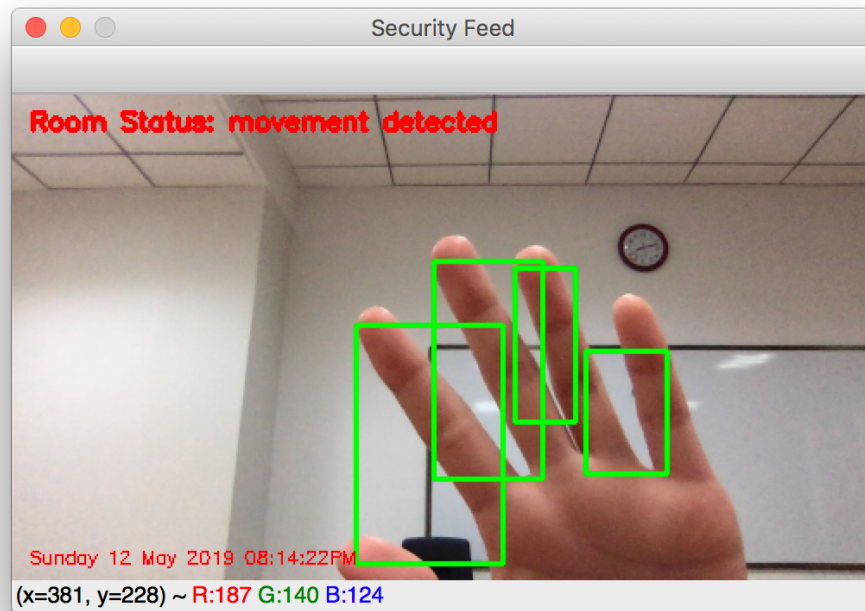 Security Feed
Room Status: movement detected
Sunday 12 May 2019 08:14:22PM
(x=381, y=228) ~ R:187 G:140 B:124